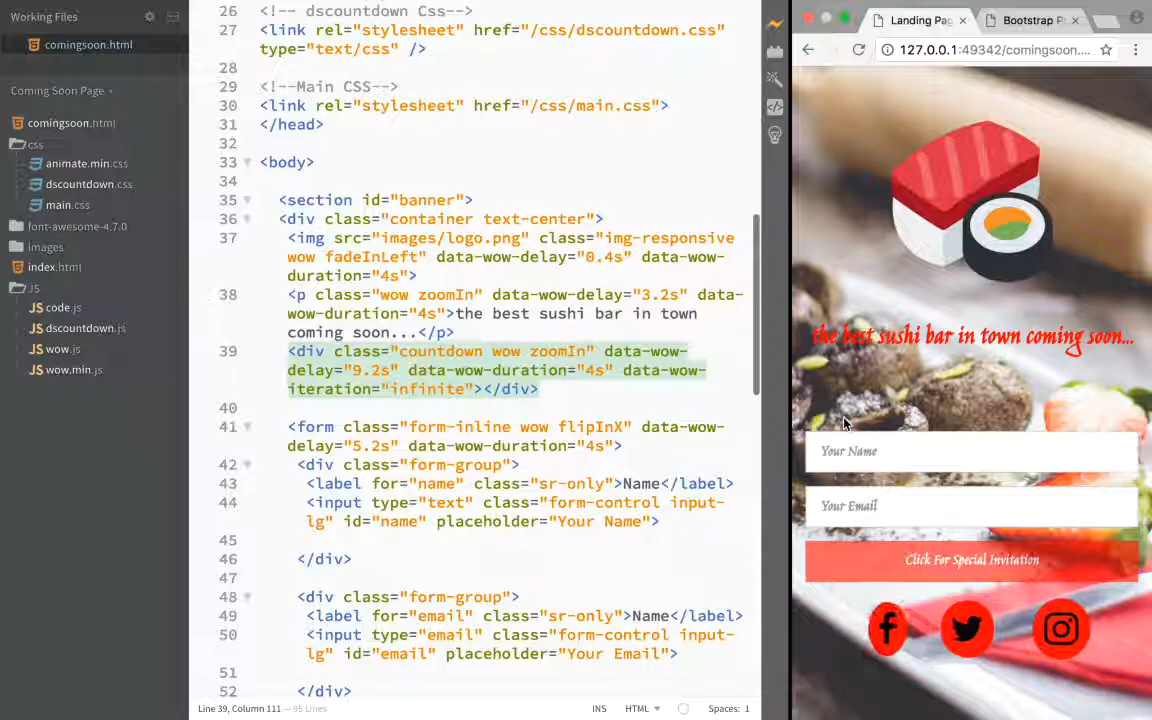 Working Files
comingsoon.html
Coming Soon Page
comingsoon.html
css
animate.min.css
dscountdown.css
main.css
font-awesome-4.7.0
Images
index.html
JS
JS code.js
JS dscountdown.js
JS wow.js
JS wow.min.js
26 <!-- dscountdown Css-->
27 <link rel="stylesheet" href="/css/dscountdown.css"
type="text/css" />
28
29 <!--Main CSS-->
30 <link rel="stylesheet" href="/css/main.css">
31 </head>
32
33 <body>
34
35 <section id="banner">
36 <div class="container text-center">
37 <img src="images/logo.png" class="img-responsive
wow fadeInLeft" data-wow-delay="0.4s" data-wow-
duration="4s">
38 <p class="wow zoomIn" data-wow-delay="3.2s" data-
wow-duration="4s">the best sushi bar in town
coming soon...</p>
39 <div class="countdown wow zoomIn" data-wow-
delay="9.2s" data-wow-duration="4s" data-wow-
iteration="infinite"></div>
40
41 <form class="form-inline wow flipInX" data-wow-
delay="5.2s" data-wow-duration="4s">
42 <div class="form-group">
43 <label for="name" class="sr-only">Name</label>
44 <input type="text" class="form-control input-
lg" id="name" placeholder="Your Name">
45
46 </div>
47
48 <div class="form-group">
49 <label for="email" class="sr-only">Name</label>
50 <input type="email" class="form-control input-
lg" id="email" placeholder="Your Email">
51
52 </div>
Line 39, Column 111 — 95 Lines
INS HTML Spaces: 1
Landing Pag Bootstrap P
127.0.0.1:49342/comingsoon....
the best sushi bar in town coming soon...
Your Name
Your Email
Click For Special Invitation